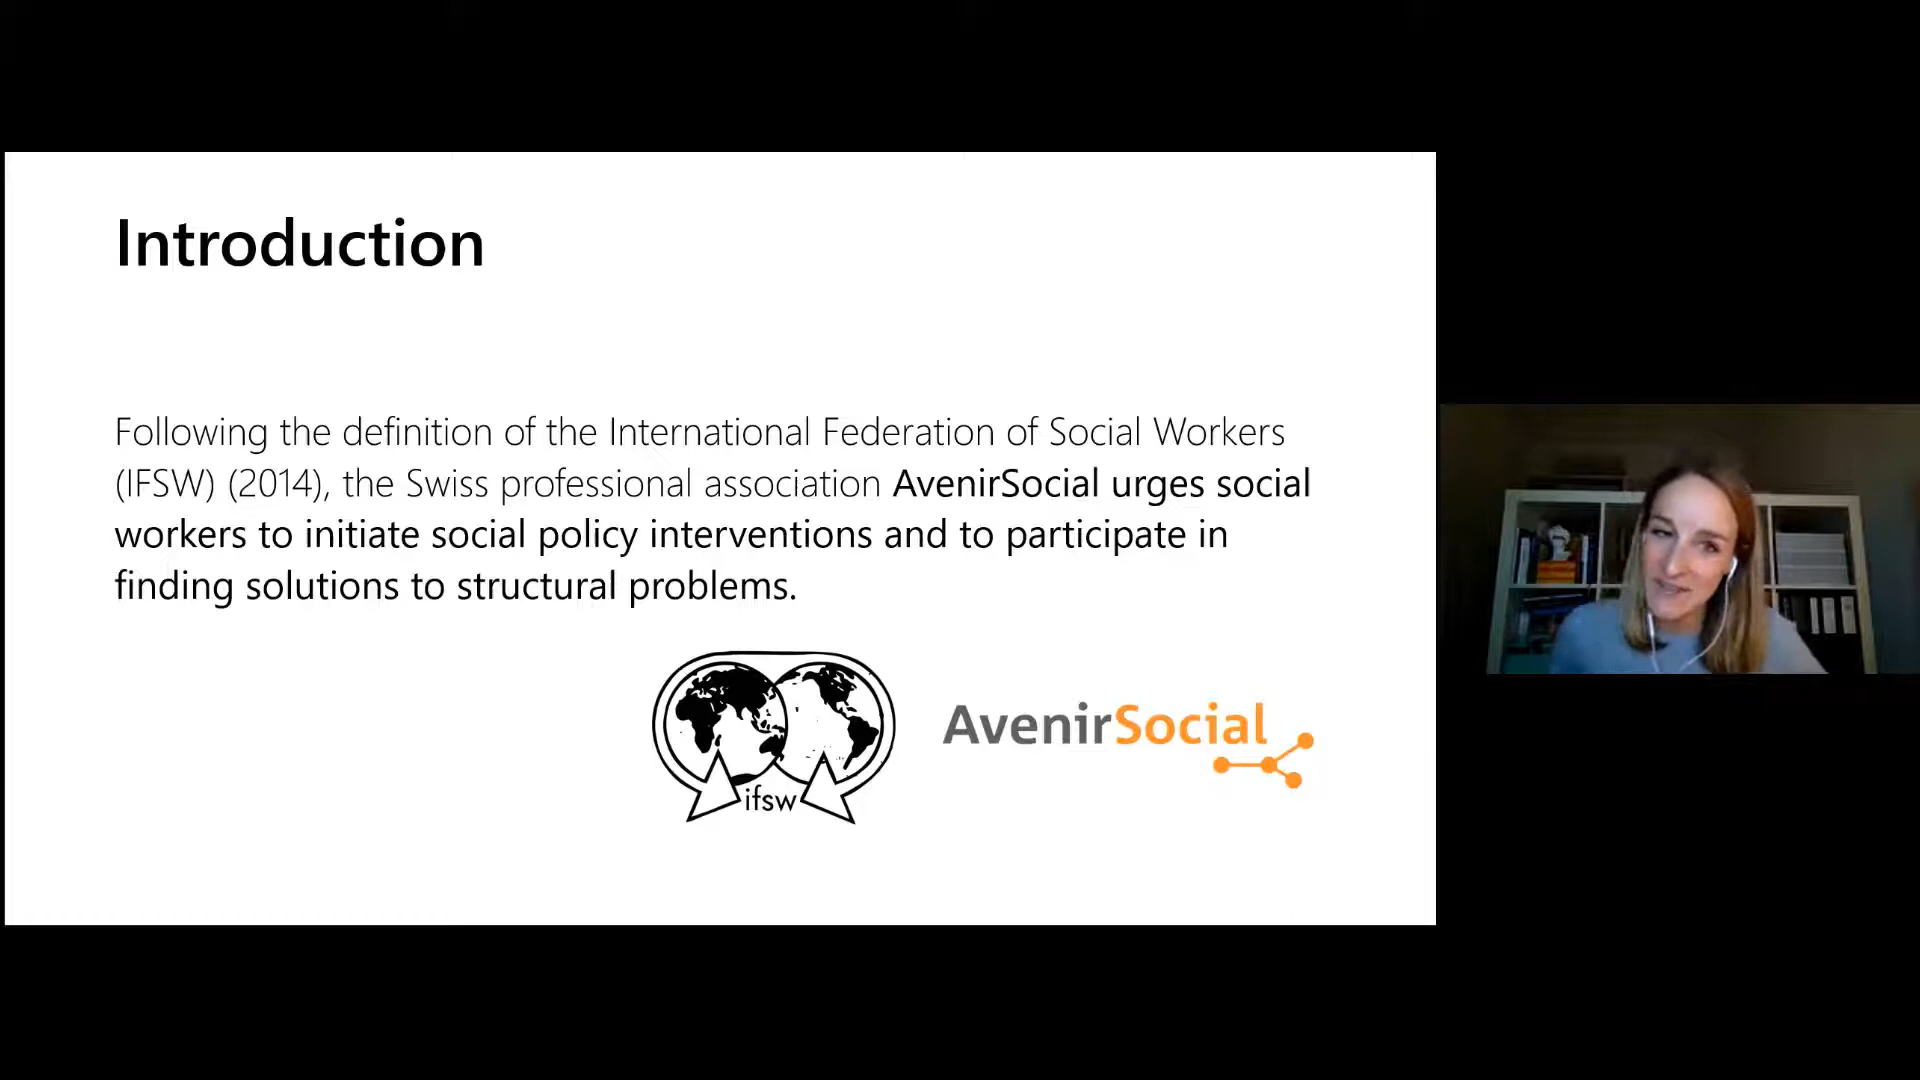 Introduction
Following the definition of the International Federation of Social Workers
(IFSW) (2014), the Swiss professional association AvenirSocial urges social
workers to initiate social policy interventions and to participate in
finding solutions to structural problems.
ifsw
AvenirSocial